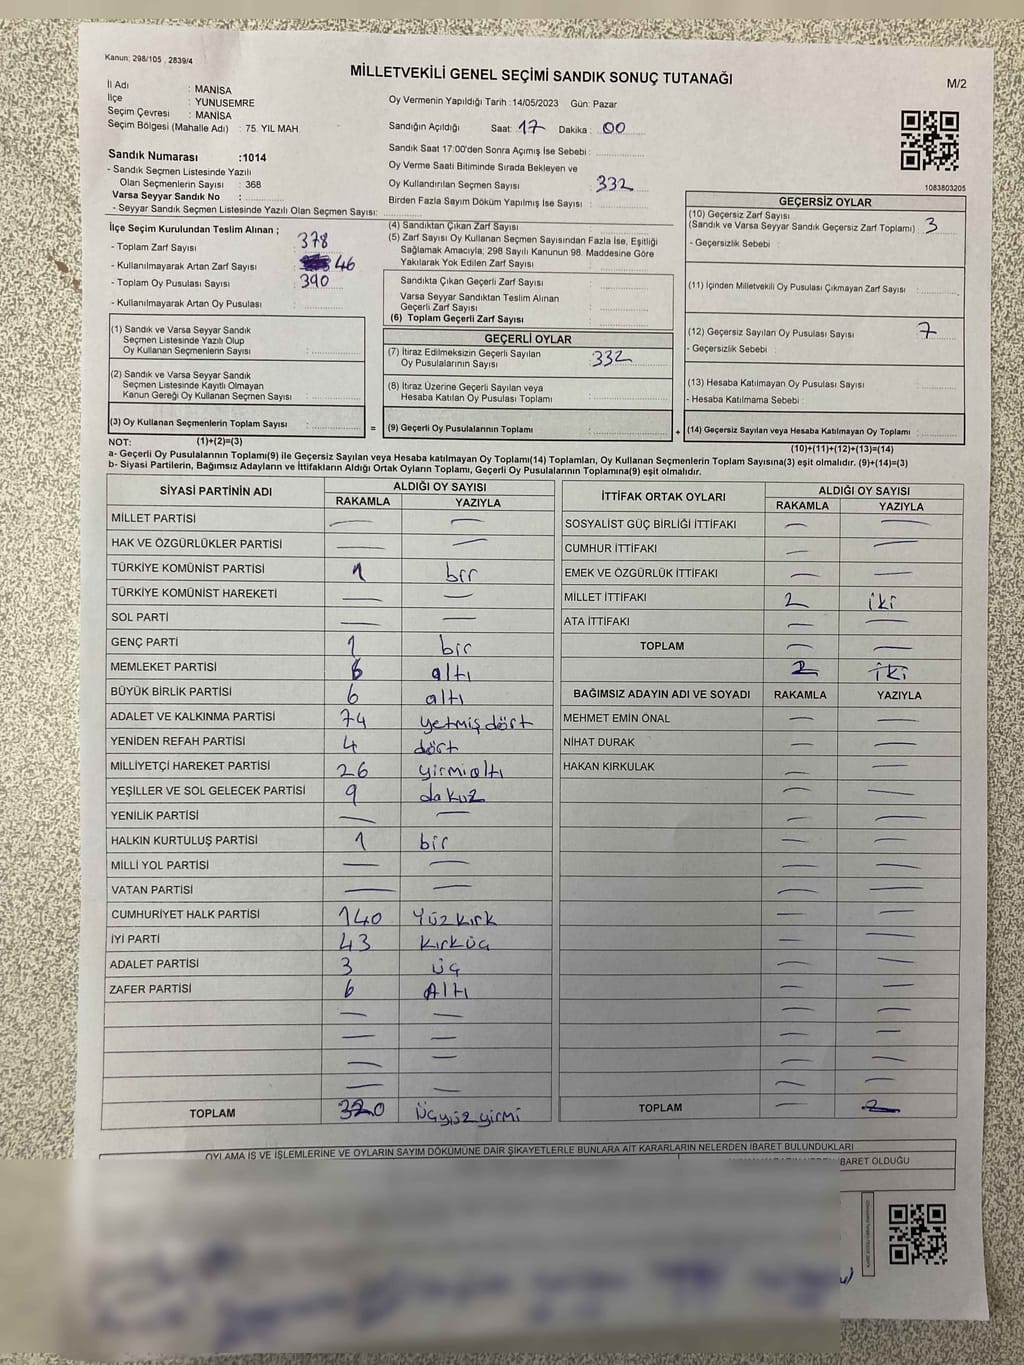 Kanun; 298/105 , 2839/4
MİLLETVEKİLİ GENEL SEÇİMİ SANDIK SONUÇ TUTANAĞI
M/2
İl Adı : MANİSA
İlçe : YUNUSEMRE
Seçim Çevresi : MANİSA
Seçim Bölgesi (Mahalle Adı) : 75. YIL MAH
Sandık Numarası :1014
- Sandık Seçmen Listesinde Yazılı
Olan Seçmenlerin Sayısı : 368
Varsa Seyyar Sandık No :
- Seyyar Sandık Seçmen Listesinde Yazılı Olan Seçmen Sayısı:
Oy Vermenin Yapıldığı Tarih :14/05/2023 Gün: Pazar
Sandığın Açıldığı Saat: 17 Dakika : 00
Sandık Saat 17:00'den Sonra Açımış İse Sebebi :
Oy Verme Saati Bitiminde Sırada Bekleyen ve
Oy Kullandırılan Seçmen Sayısı 332
Birden Fazla Sayım Döküm Yapılmış İse Sayısı :
1083803205
İlçe Seçim Kurulundan Teslim Alınan ;
- Toplam Zarf Sayısı : 378
- Kullanılmayarak Artan Zarf Sayısı : 46
- Toplam Oy Pusulası Sayısı : 390
- Kullanılmayarak Artan Oy Pusulası :
(4) Sandıktan Çıkan Zarf Sayısı :
(5) Zarf Sayısı Oy Kullanan Seçmen Sayısından Fazla İse, Eşitliği
Sağlamak Amacıyla; 298 Sayılı Kanunun 98. Maddesine Göre
Yakılarak Yok Edilen Zarf Sayısı :
Sandıkta Çıkan Geçerli Zarf Sayısı :
Varsa Seyyar Sandıktan Teslim Alınan
Geçerli Zarf Sayısı :
(6) Toplam Geçerli Zarf Sayısı :
GEÇERSİZ OYLAR
(10) Geçersiz Zarf Sayısı
(Sandık ve Varsa Seyyar Sandık Geçersiz Zarf Toplamı) : 3
- Geçersizlik Sebebi :
(11) İçinden Milletvekili Oy Pusulası Çıkmayan Zarf Sayısı :
(12) Geçersiz Sayılan Oy Pusulası Sayısı : 7
- Geçersizlik Sebebi :
(13) Hesaba Katılmayan Oy Pusulası Sayısı :
- Hesaba Katılmama Sebebi :
(14) Geçersiz Sayılan veya Hesaba Katılmayan Oy Toplamı :
(1) Sandık ve Varsa Seyyar Sandık
Seçmen Listesinde Yazılı Olup
Oy Kullanan Seçmenlerin Sayısı :
(2) Sandık ve Varsa Seyyar Sandık
Seçmen Listesinde Kayıtlı Olmayan
Kanun Gereği Oy Kullanan Seçmen Sayısı :
(3) Oy Kullanan Seçmenlerin Toplam Sayısı :
=
GEÇERLİ OYLAR
(7) İtiraz Edilmeksizin Geçerli Sayılan
Oy Pusulalarının Sayısı : 332
(8) İtiraz Üzerine Geçerli Sayılan veya
Hesaba Katılan Oy Pusulası Toplamı :
(9) Geçerli Oy Pusulalarının Toplamı :
+
NOT: (1)+(2)=(3)
(10)+(11)+(12)+(13)=(14)
a- Geçerli Oy Pusulalarının Toplamı(9) ile Geçersiz Sayılan veya Hesaba katılmayan Oy Toplamı(14) Toplamları, Oy Kullanan Seçmenlerin Toplam Sayısına(3) eşit olmalıdır. (9)+(14)=(3)
b- Siyasi Partilerin, Bağımsız Adayların ve İttifakların Aldığı Ortak Oyların Toplamı, Geçerli Oy Pusulalarının Toplamına(9) eşit olmalıdır.
SİYASİ PARTİNİN ADI ALDIĞI OY SAYISI
RAKAMLA YAZIYLA
MİLLET PARTİSİ — —
HAK VE ÖZGÜRLÜKLER PARTİSİ — —
TÜRKİYE KOMÜNİST PARTİSİ 1 bir
TÜRKİYE KOMÜNİST HAREKETİ — —
SOL PARTİ — —
GENÇ PARTİ 1 bir
MEMLEKET PARTİSİ 6 altı
BÜYÜK BİRLİK PARTİSİ 6 altı
ADALET VE KALKINMA PARTİSİ 74 yetmiş dört
YENİDEN REFAH PARTİSİ 4 dört
MİLLİYETÇİ HAREKET PARTİSİ 26 yirmi altı
YEŞİLLER VE SOL GELECEK PARTİSİ 9 dakuz
YENİLİK PARTİSİ — —
HALKIN KURTULUŞ PARTİSİ 1 bir
MİLLİ YOL PARTİSİ — —
VATAN PARTİSİ — —
CUMHURİYET HALK PARTİSİ 140 Yüz kırk
İYİ PARTİ 43 Kırküç
ADALET PARTİSİ 3 üç
ZAFER PARTİSİ 6 Altı
— —
— —
— —
— —
TOPLAM 320 Üçyüz yirmi
İTTİFAK ORTAK OYLARI ALDIĞI OY SAYISI
RAKAMLA YAZIYLA
SOSYALİST GÜÇ BİRLİĞİ İTTİFAKI — —
CUMHUR İTTİFAKI — —
EMEK VE ÖZGÜRLÜK İTTİFAKI — —
MİLLET İTTİFAKI 2 iki
ATA İTTİFAKI — —
TOPLAM — —
2 iki
BAĞIMSIZ ADAYIN ADI VE SOYADI RAKAMLA YAZIYLA
MEHMET EMİN ÖNAL — —
NİHAT DURAK — —
HAKAN KIRKULAK — —
— —
— —
— —
— —
— —
— —
— —
— —
— —
— —
— —
— —
— —
TOPLAM — 2
OYLAMA İŞ VE İŞLEMLERİNE VE OYLARIN SAYIM DÖKÜMÜNE DAİR ŞİKAYETLERLE BUNLARA AİT KARARLARIN NELERDEN İBARET BULUNDUKLARI
İBARET OLDUĞU